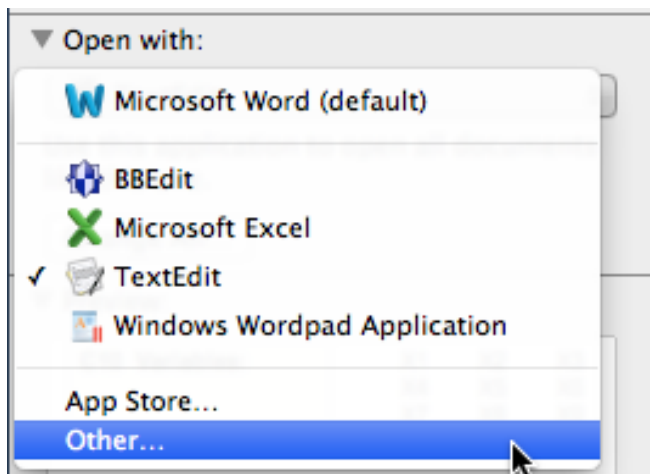 Open with:
Microsoft Word (default)
BBEdit
Microsoft Excel
TextEdit
Windows Wordpad Application
App Store...
Other...